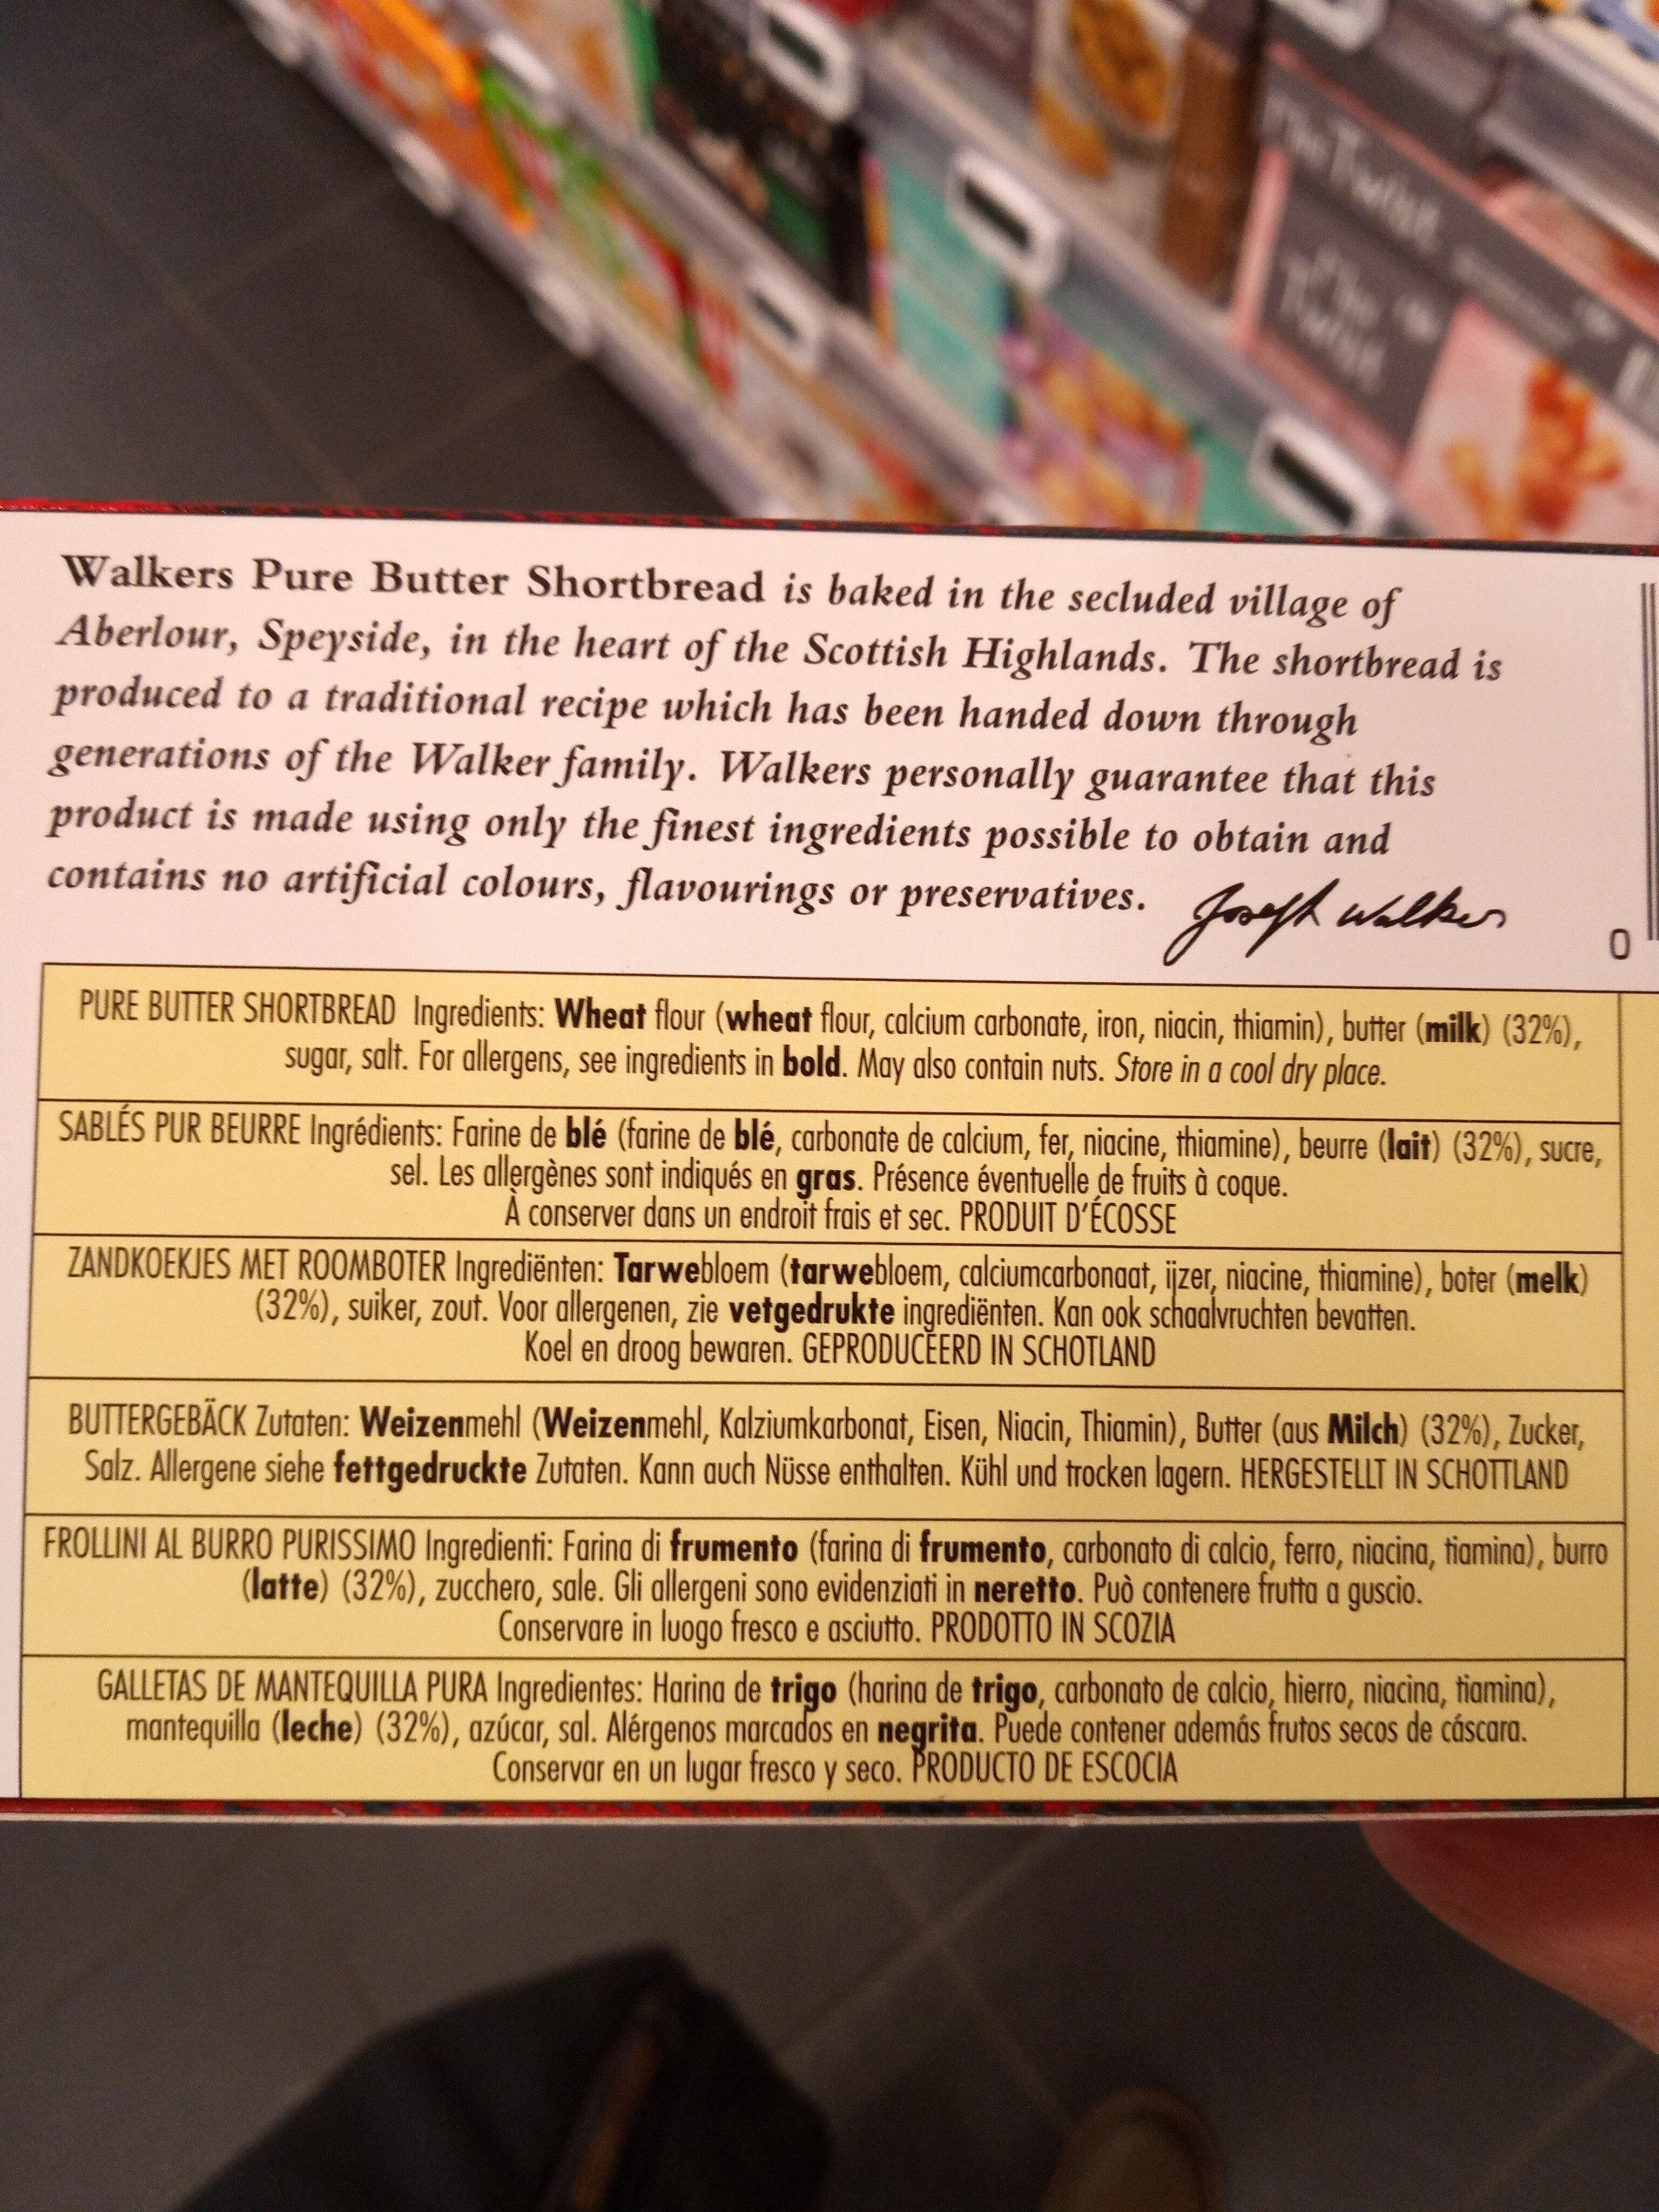 The Twist
The Twist
Walkers Pure Butter Shortbread is baked in the secluded village of
Aberlour, Speyside, in the heart of the Scottish Highlands. The shortbread is
produced to a traditional recipe which has been handed down through
generations of the Walker family. Walkers personally guarantee that this
product is made using only the finest ingredients possible to obtain and
contains no artificial colours, flavourings or preservatives.
Joseph Walker
0
PURE BUTTER SHORTBREAD Ingredients: Wheat flour (wheat flour, calcium carbonate, iron, niacin, thiamin), butter (milk) (32%),
sugar, salt. For allergens, see ingredients in bold. May also contain nuts. Store in a cool dry place.
SABLÉS PUR BEURRE Ingrédients: Farine de blé (farine de blé, carbonate de calcium, fer, niacine, thiamine), beurre (lait) (32%), sucre,
sel. Les allergènes sont indiqués en gras. Présence éventuelle de fruits à coque.
À conserver dans un endroit frais et sec. PRODUIT D'ÉCOSSE
ZANDKOEKJES MET ROOMBOTER Ingrediënten: Tarwebloem (tarwebloem, calciumcarbonaat, ijzer, niacine, thiamine), boter (melk)
(32%), suiker, zout. Voor allergenen, zie vetgedrukte ingrediënten. Kan ook schaalvruchten bevatten.
Koel en droog bewaren. GEPRODUCEERD IN SCHOTLAND
BUTTERGEBÄCK Zutaten: Weizenmehl (Weizenmehl, Kalziumkarbonat, Eisen, Niacin, Thiamin), Butter (aus Milch) (32%), Zucker,
Salz. Allergene siehe fettgedruckte Zutaten. Kann auch Nüsse enthalten. Kühl und trocken lagern. HERGESTELLT IN SCHOTTLAND
FROLLINI AL BURRO PURISSIMO Ingredienti: Farina di frumento (farina di frumento, carbonato di calcio, ferro, niacina, tiamina), burro
(latte) (32%), zucchero, sale. Gli allergeni sono evidenziati in neretto. Può contenere frutta a guscio.
Conservare in luogo fresco e asciutto. PRODOTTO IN SCOZIA
GALLETAS DE MANTEQUILLA PURA Ingredientes: Harina de trigo (harina de trigo, carbonato de calcio, hierro, niacina, tiamina),
mantequilla (leche) (32%), azúcar, sal. Alérgenos marcados en negrita. Puede contener además frutos secos de cáscara.
Conservar en un lugar fresco y seco. PRODUCTO DE ESCOCIA